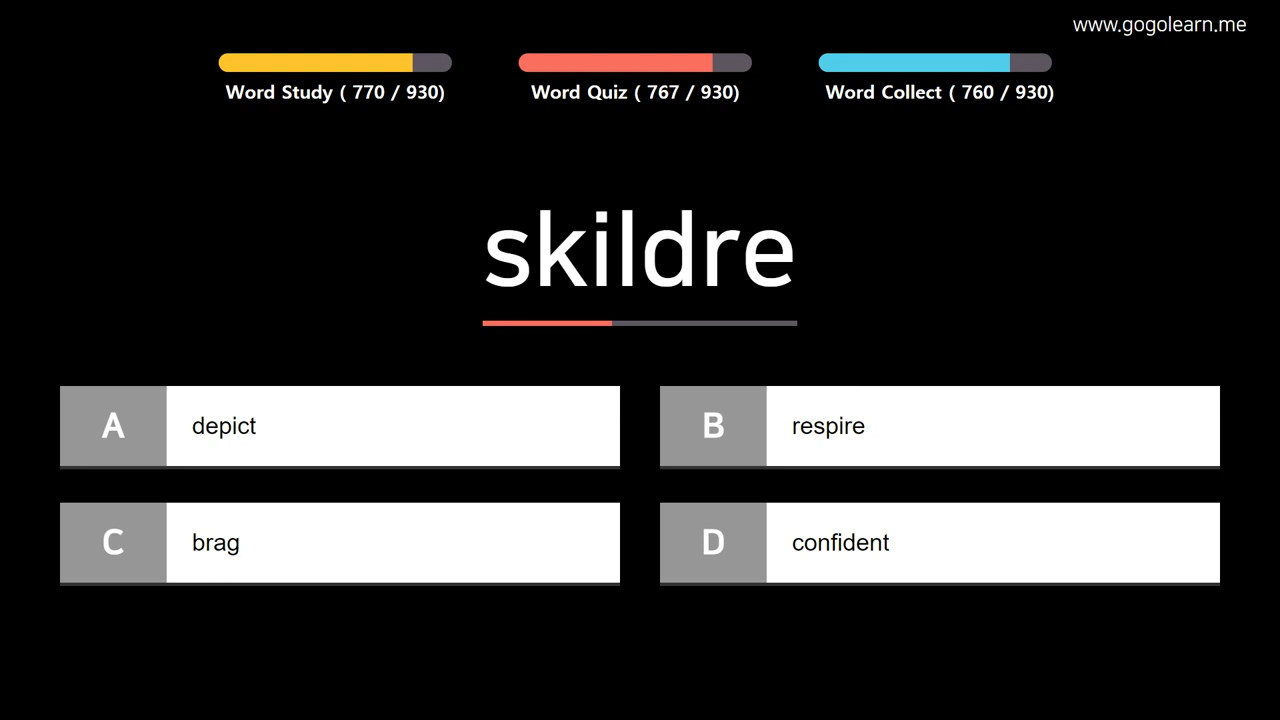 www.gogolearn.me
Word Study ( 770 / 930)
Word Quiz ( 767 / 930)
Word Collect ( 760 / 930)
skildre
A depict
B respire
C brag
D confident